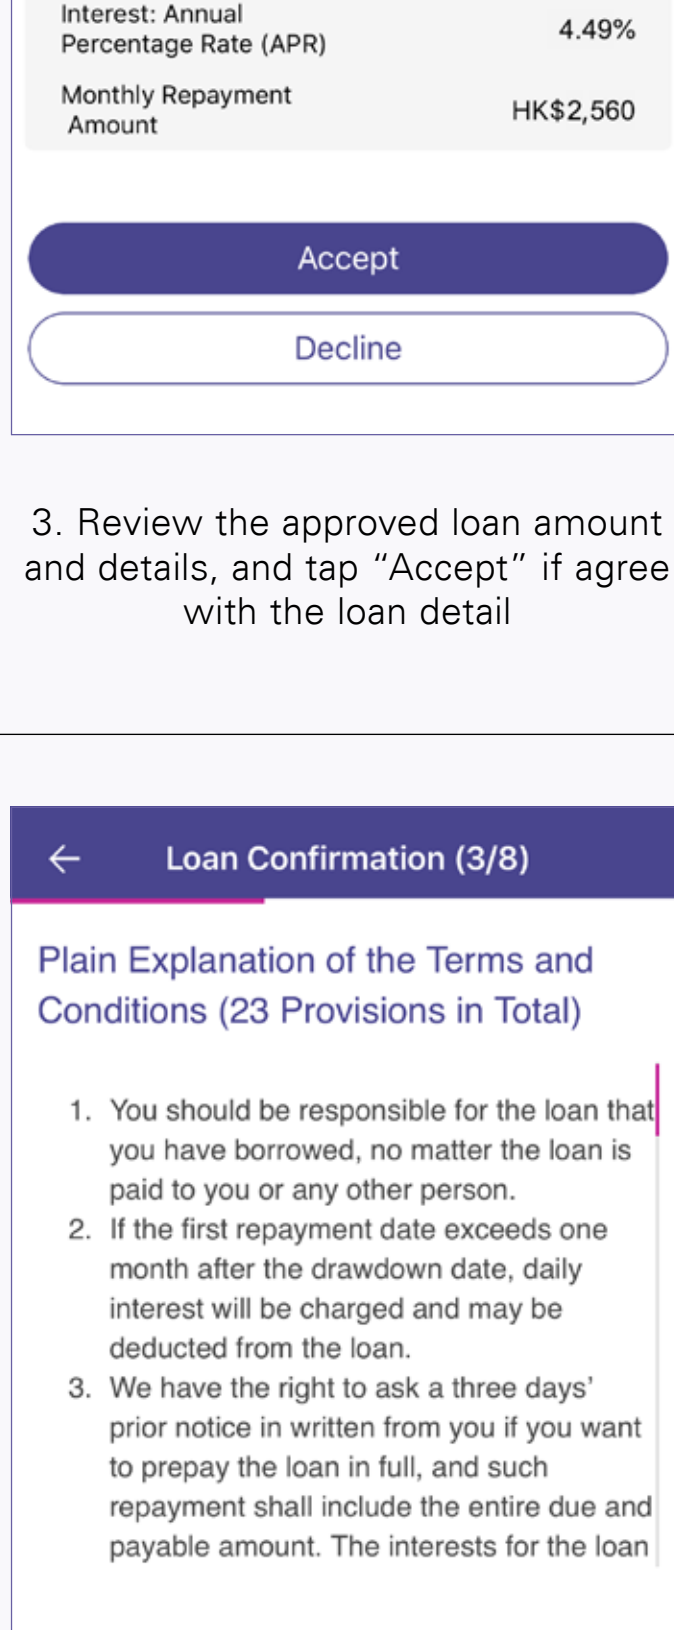 Interest: Annual
Percentage Rate (APR)
4.49%
Monthly Repayment
Amount
HK$2,560
Accept
Decline
3. Review the approved loan amount
and details, and tap “Accept” if agree
with the loan detail
← Loan Confirmation (3/8)
Plain Explanation of the Terms and
Conditions (23 Provisions in Total)
1. You should be responsible for the loan that
you have borrowed, no matter the loan is
paid to you or any other person.
2. If the first repayment date exceeds one
month after the drawdown date, daily
interest will be charged and may be
deducted from the loan.
3. We have the right to ask a three days’
prior notice in written from you if you want
to prepay the loan in full, and such
repayment shall include the entire due and
payable amount. The interests for the loan